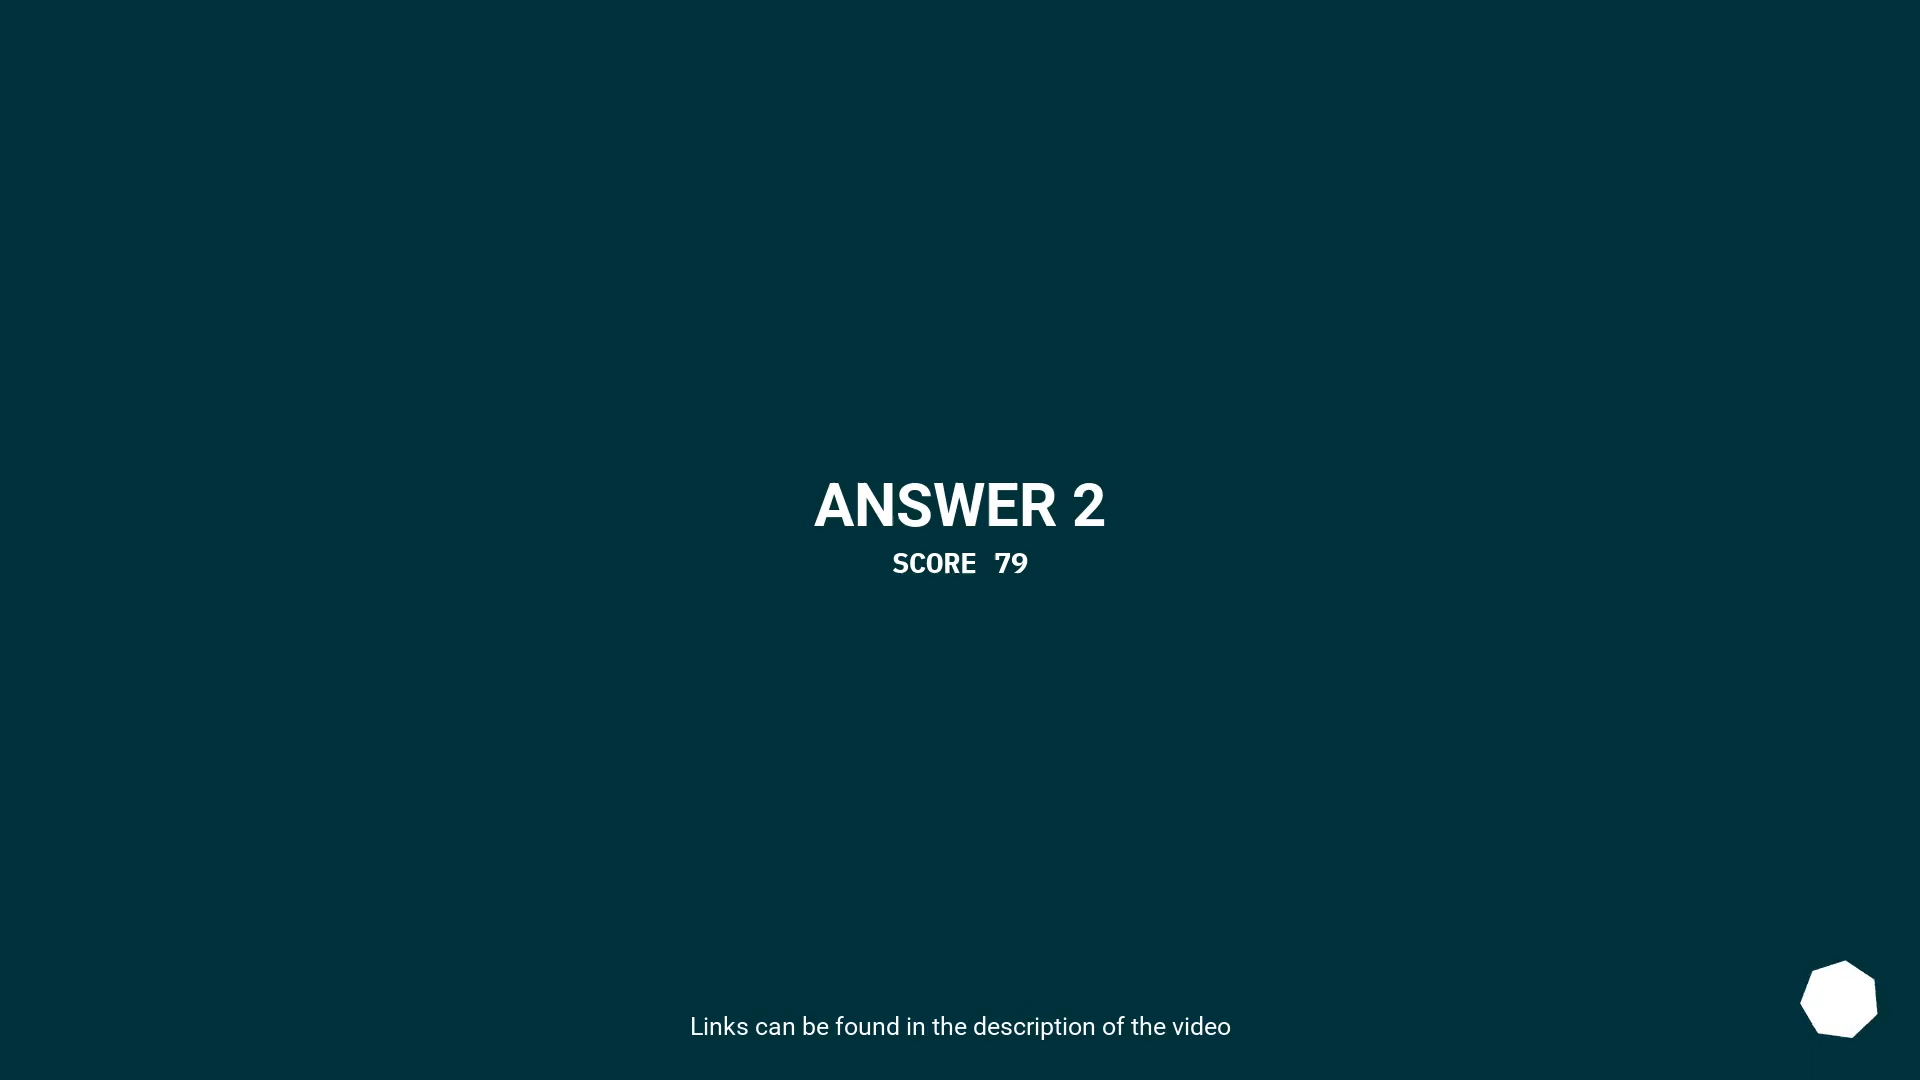 ANSWER 2
SCORE 79
Links can be found in the description of the video